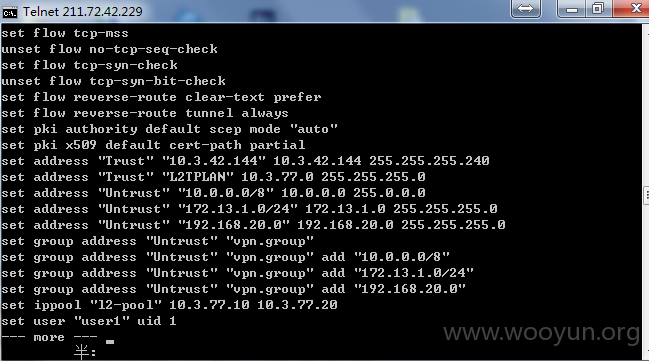 Telnet 211.72.42.229
set flow tcp-mss
unset flow no-tcp-seq-check
set flow tcp-syn-check
unset flow tcp-syn-bit-check
set flow reverse-route clear-text prefer
set flow reverse-route tunnel always
set pki authority default scep mode "auto"
set pki x509 default cert-path partial
set address "Trust" "10.3.42.144" 10.3.42.144 255.255.255.240
set address "Trust" "L2TPLAN" 10.3.77.0 255.255.255.0
set address "Untrust" "10.0.0.0/8" 10.0.0.0 255.0.0.0
set address "Untrust" "172.13.1.0/24" 172.13.1.0 255.255.255.0
set address "Untrust" "192.168.20.0" 192.168.20.0 255.255.255.0
set group address "Untrust" "vpn.group"
set group address "Untrust" "vpn.group" add "10.0.0.0/8"
set group address "Untrust" "vpn.group" add "172.13.1.0/24"
set group address "Untrust" "vpn.group" add "192.168.20.0"
set ippool "l2-pool" 10.3.77.10 10.3.77.20
set user "user1" uid 1
--- more ---
半:
www.wooyun.org